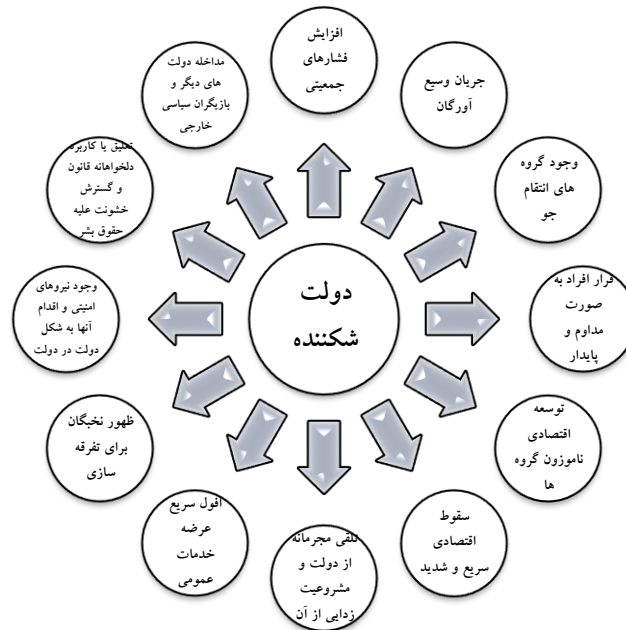 دولت
شکننده
افزایش
فشارهای
جمعیتی
جریان وسیع
آورگان
وجود گروه
های انتقام
جو
فرار افراد به
صورت
مداوم و
پایدار
توسعه
اقتصادی
ناموزون گروه
ها
سقوط
اقتصادی
سریع و شدید
تلقی مجرمانه
از دولت و
مشروعیت
زدایی از آن
افول سریع
عرضه
خدمات
عمومی
ظهور نخبگان
برای تفرقه
سازی
وجود نیروهای
امنیتی و اقدام
آنها به شکل
دولت در دولت
تعلیق یا کاربرد
دلخواهانه قانون
و گسترش
خشونت علیه
حقوق بشر
مداخله دولت
های دیگر و
بازیگران سیاسی
خارجی